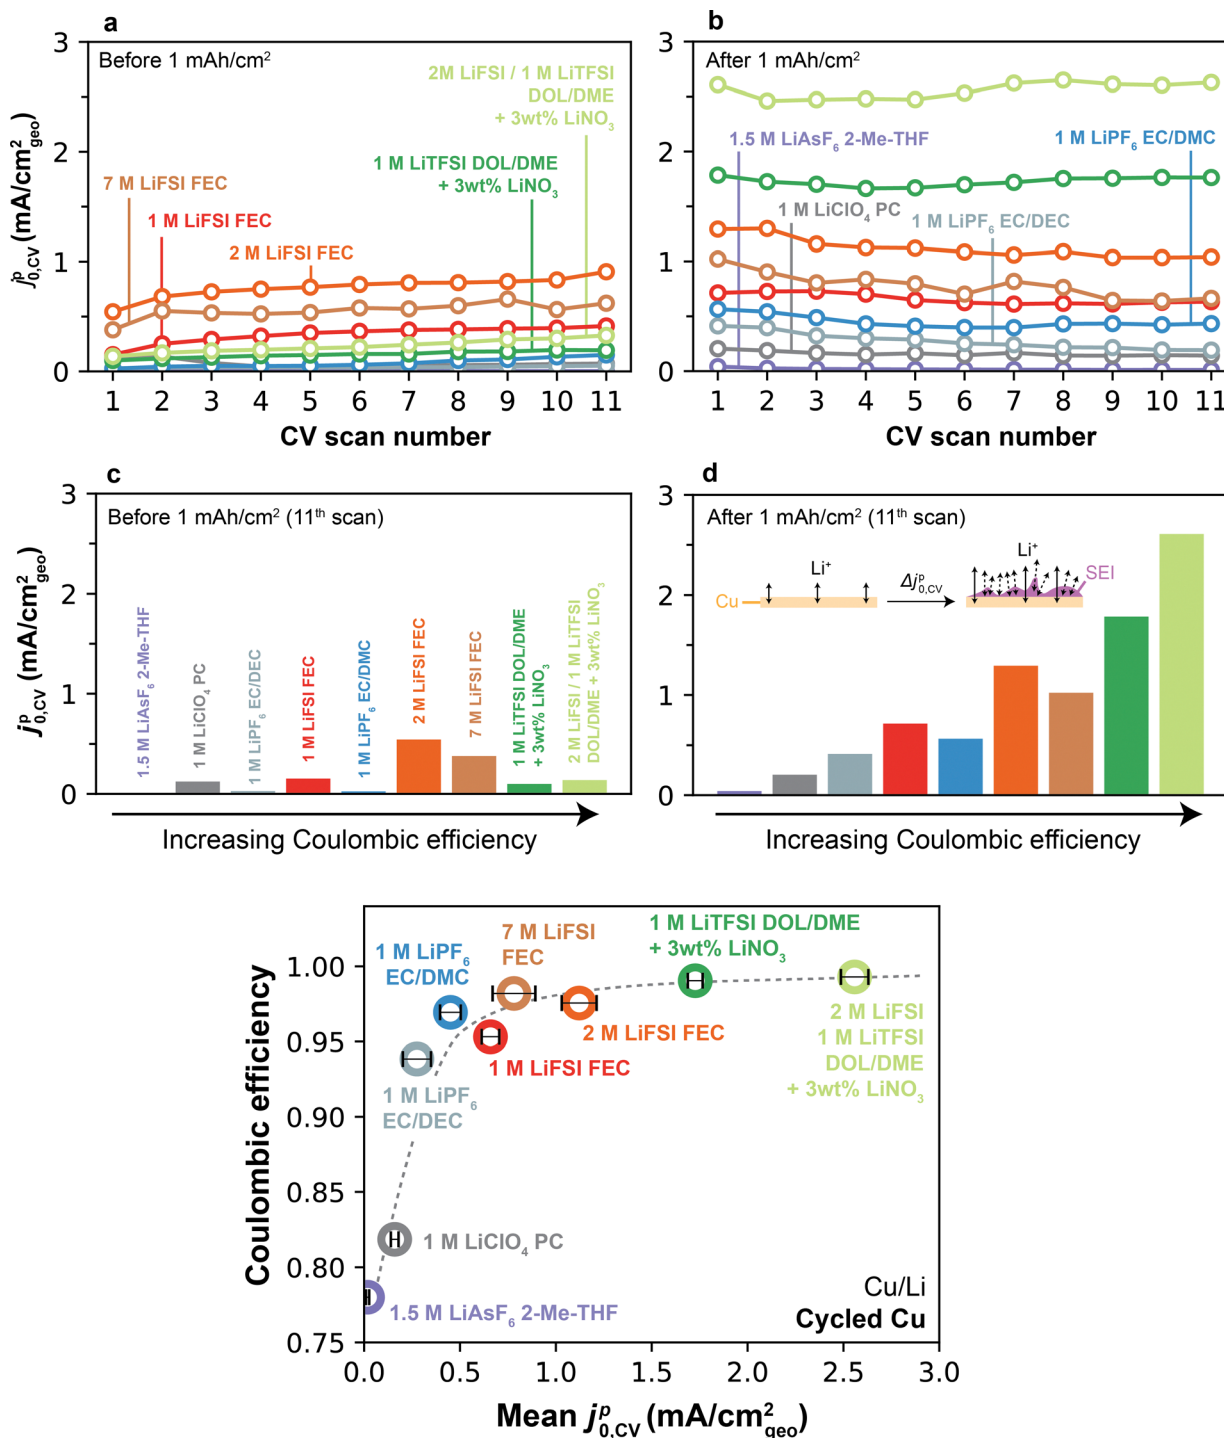 a
Before 1 mAh/cm²
2M LiFSI / 1 M LiTFSI
DOL/DME
+ 3wt% LiNO₃
1 M LiTFSI DOL/DME
+ 3wt% LiNO₃
7 M LiFSI FEC
1 M LiFSI FEC
2 M LiFSI FEC
j᪲₀,CV (mA/cm²geo)
3
2
1
0
1 2 3 4 5 6 7 8 9 10 11
CV scan number
b
After 1 mAh/cm²
1.5 M LiAsF₆ 2-Me-THF
1 M LiPF₆ EC/DMC
1 M LiClO₄ PC
1 M LiPF₆ EC/DEC
3
2
1
0
1 2 3 4 5 6 7 8 9 10 11
CV scan number
c
Before 1 mAh/cm² (11th scan)
jᵖ₀,CV (mA/cm²geo)
3
2
1
0
1.5 M LiAsF₆ 2-Me-THF
1 M LiClO₄ PC
1 M LiPF₆ EC/DEC
1 M LiFSI FEC
1 M LiPF₆ EC/DMC
2 M LiFSI FEC
7 M LiFSI FEC
1 M LiTFSI DOL/DME
+ 3wt% LiNO₃
2 M LiFSI / 1 M LiTFSI
DOL/DME + 3wt% LiNO₃
Increasing Coulombic efficiency
d
After 1 mAh/cm² (11th scan)
Li⁺
Δjᵖ₀,CV
Li⁺
SEI
Cu
3
2
1
0
Increasing Coulombic efficiency
Coulombic efficiency
1.00
0.95
0.90
0.85
0.80
0.75
1 M LiPF₆
EC/DMC
7 M LiFSI
FEC
1 M LiTFSI DOL/DME
+ 3wt% LiNO₃
2 M LiFSI FEC
1 M LiFSI FEC
2 M LiFSI
1 M LiTFSI
DOL/DME
+ 3wt% LiNO₃
1 M LiPF₆
EC/DEC
1 M LiClO₄ PC
1.5 M LiAsF₆ 2-Me-THF
Cu/Li
Cycled Cu
0.0 0.5 1.0 1.5 2.0 2.5 3.0
Mean jᵖ₀,CV (mA/cm²geo)